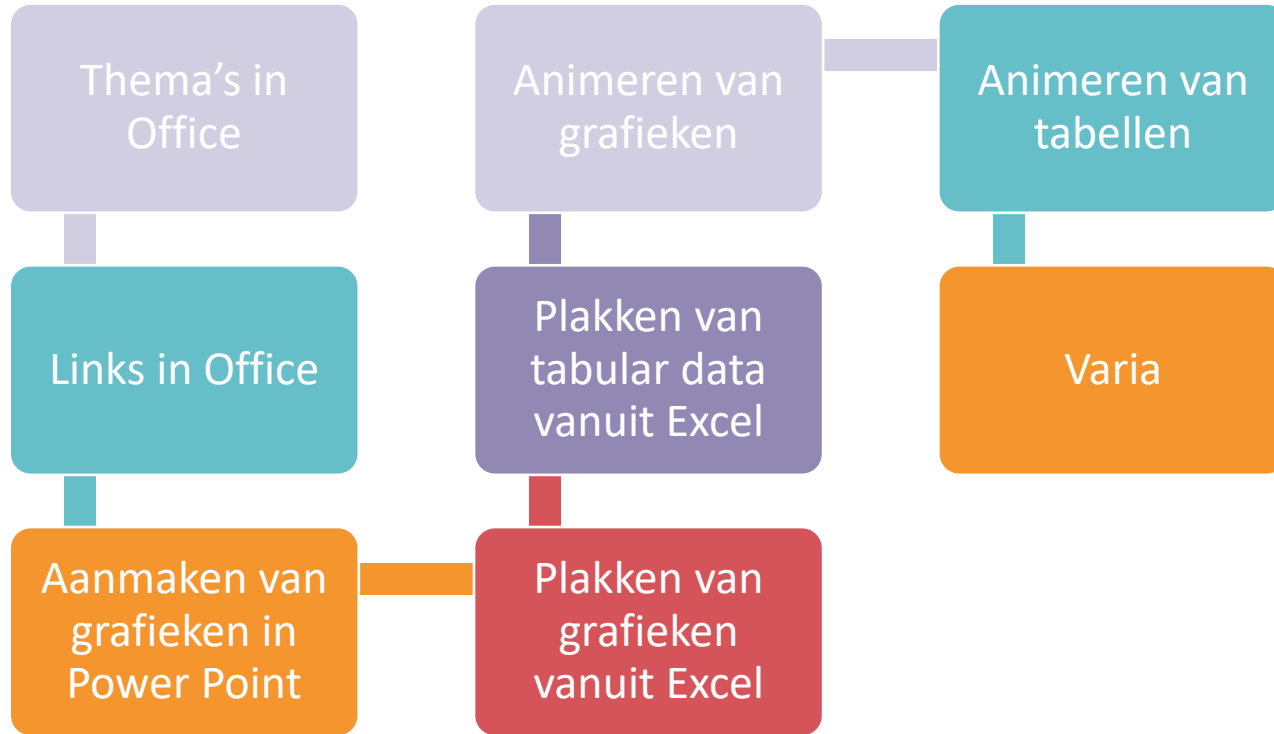 Thema's in
Office
Links in Office
Aanmaken van
grafieken in
Power Point
Plakken van
grafieken
vanuit Excel
Plakken van
tabular data
vanuit Excel
Animeren van
grafieken
Animeren van
tabellen
Varia